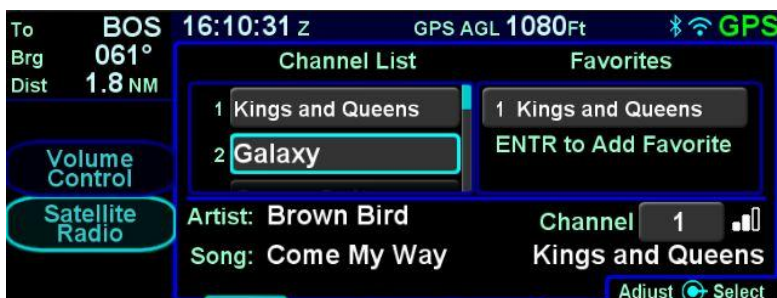 To BOS 16:10:31 Z GPS AGL 1080Ft GPS
Brg 061°
Dist 1.8 NM
Channel List Favorites
1 Kings and Queens 1 Kings and Queens
2 Galaxy ENTR to Add Favorite
Volume
Control
Satellite
Radio
Artist: Brown Bird Channel 1
Song: Come My Way Kings and Queens
Adjust Select